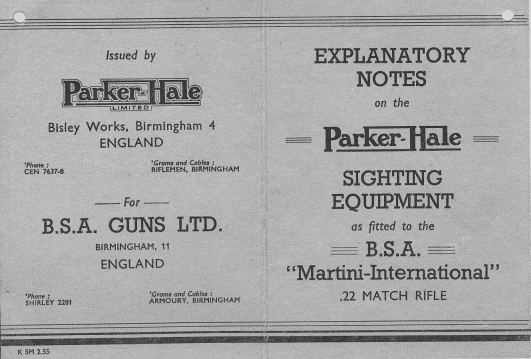 Issued by
Parker-Hale
LIMITED
Bisley Works, Birmingham 4
ENGLAND
'Phone :
CEN 7637-8
'Grams and Cables :
RIFLEMEN, BIRMINGHAM
For
B.S.A. GUNS LTD.
BIRMINGHAM, 11
ENGLAND
'Phone :
SHIRLEY 2281
'Grams and Cables :
ARMOURY, BIRMINGHAM
K 5M 2.55
EXPLANATORY
NOTES
on the
Parker-Hale
SIGHTING
EQUIPMENT
as fitted to the
B.S.A.
"Martini-International"
.22 MATCH RIFLE